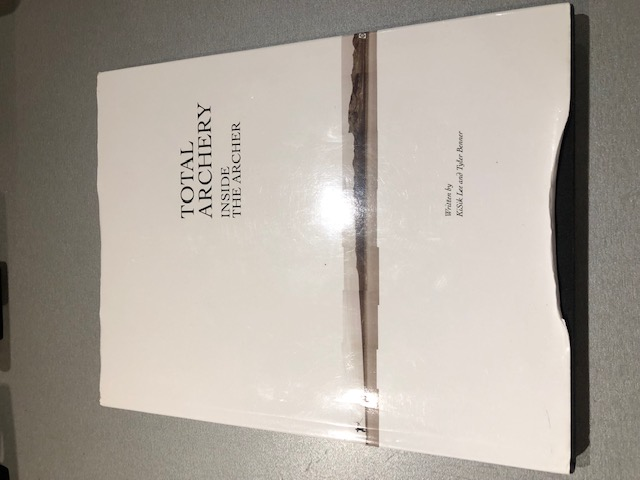 TOTAL
ARCHERY
INSIDE
THE ARCHER
Written by
KiSik Lee and Tyler Benner